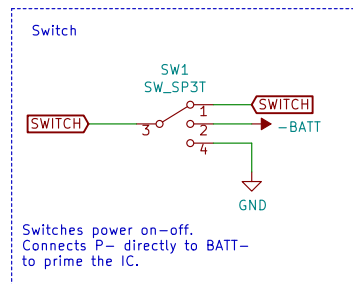 Switch
SW1
SW_SP3T
1
SWITCH
SWITCH
3
2
-BATT
4
GND
Switches power on-off.
Connects P- directly to BATT-
to prime the IC.